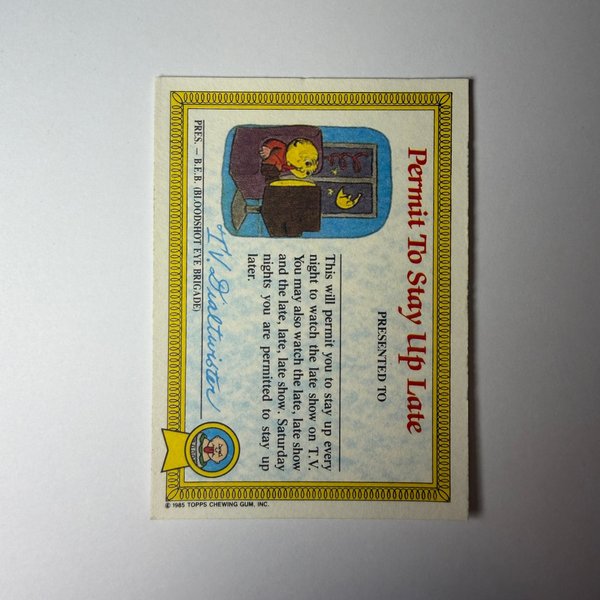 Permit To Stay Up Late
PRESENTED TO
This will permit you to stay up every
night to watch the late show on T.V.
You may also watch the late, late show
and the late, late, late show. Saturday
nights you are permitted to stay up
later.
T.V. Dialtwister
PRES. — B.E.B (BLOODSHOT EYE BRIGADE)
© 1985 TOPPS CHEWING GUM, INC.